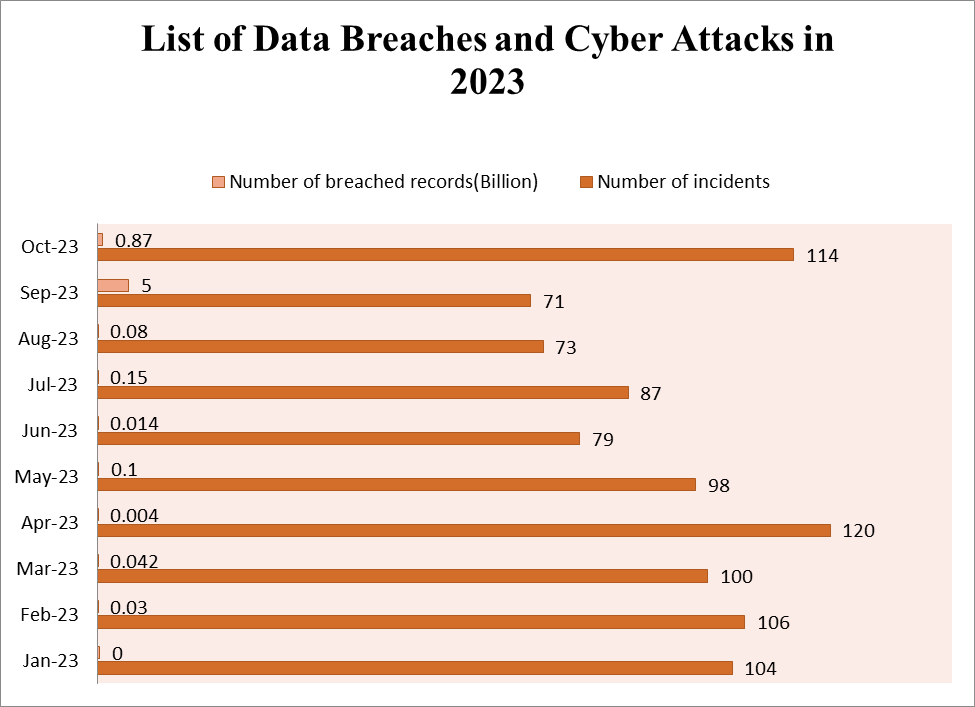 List of Data Breaches and Cyber Attacks in
2023
Number of breached records(Billion) Number of incidents
Oct-23 0.87 114
Sep-23 5 71
Aug-23 0.08 73
Jul-23 0.15 87
Jun-23 0.014 79
May-23 0.1 98
Apr-23 0.004 120
Mar-23 0.042 100
Feb-23 0.03 106
Jan-23 0 104